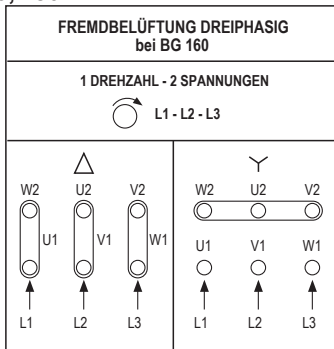 FREMDBELÜFTUNG DREIPHASIG
bei BG 160
1 DREHZAHL - 2 SPANNUNGEN
L1 - L2 - L3
W2 U2 V2
U1 V1 W1
L1 L2 L3
W2 U2 V2
U1 V1 W1
L1 L2 L3